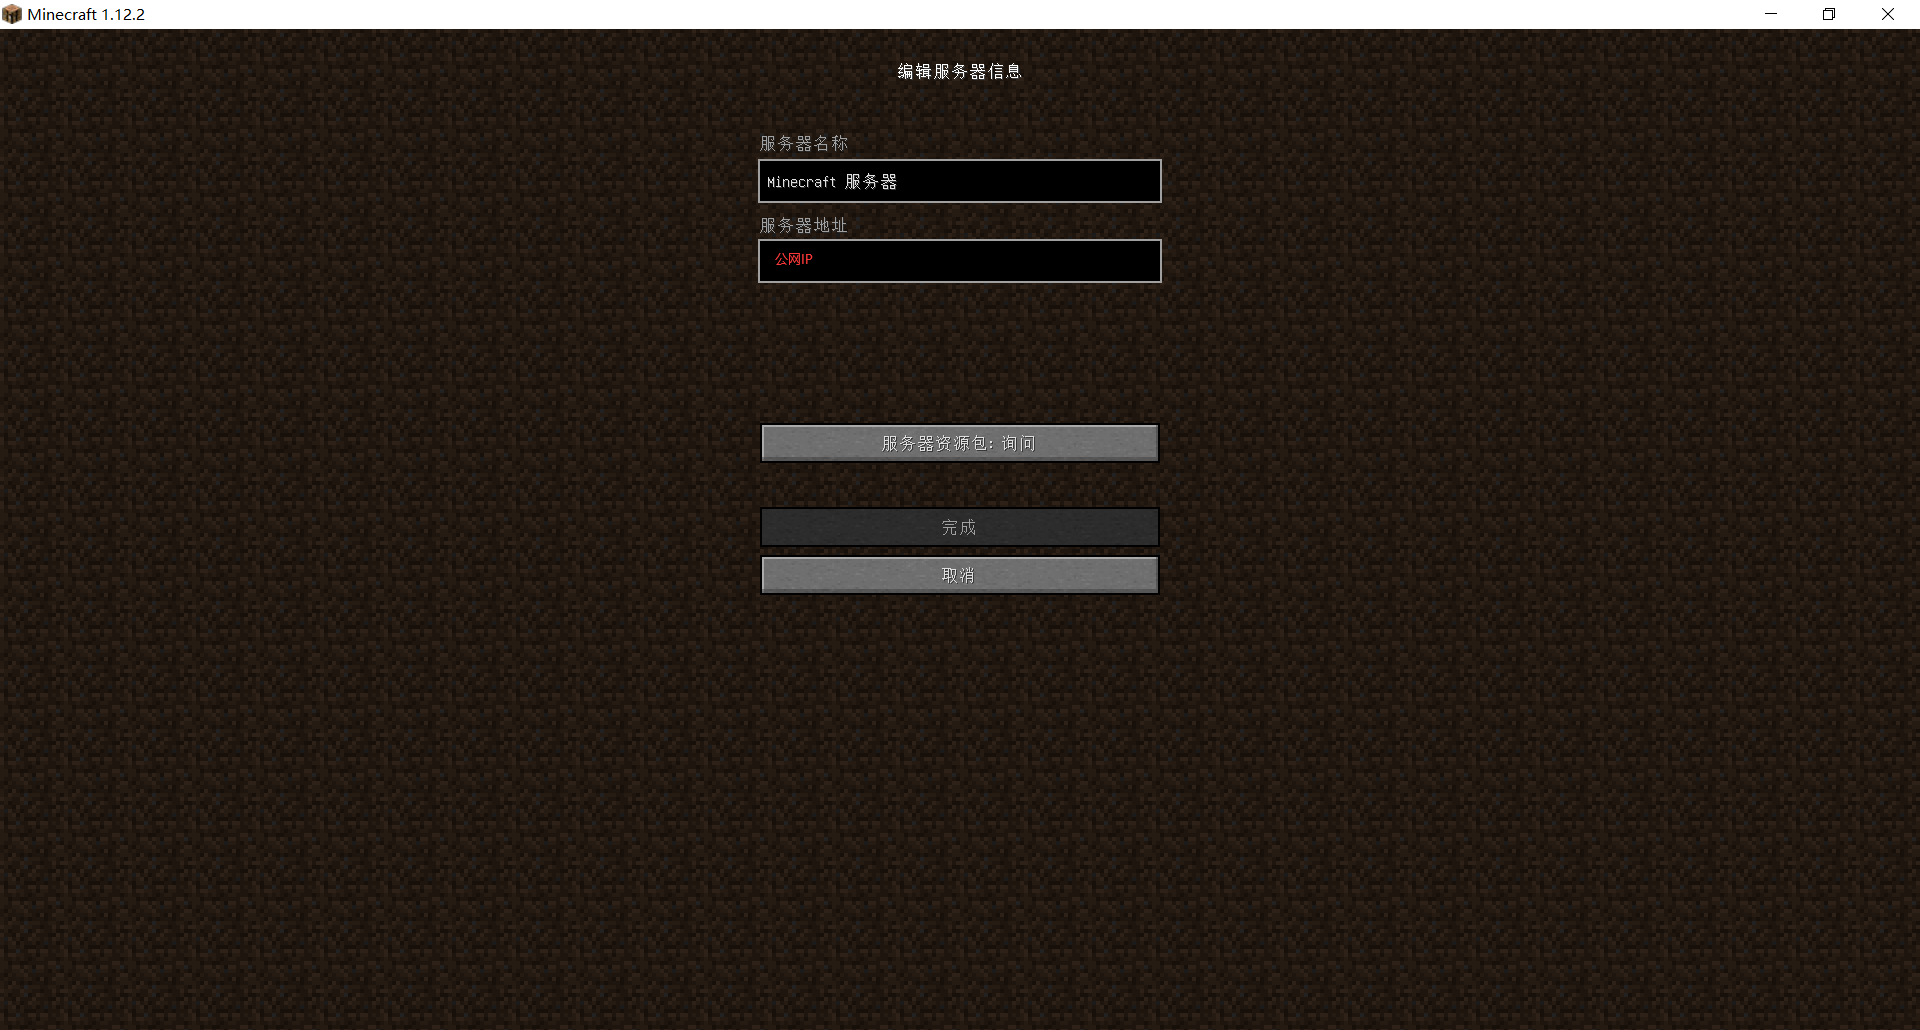 Minecraft 1.12.2
编辑服务器信息
服务器名称
Minecraft 服务器
服务器地址
公网IP
服务器资源包: 询问
完成
取消